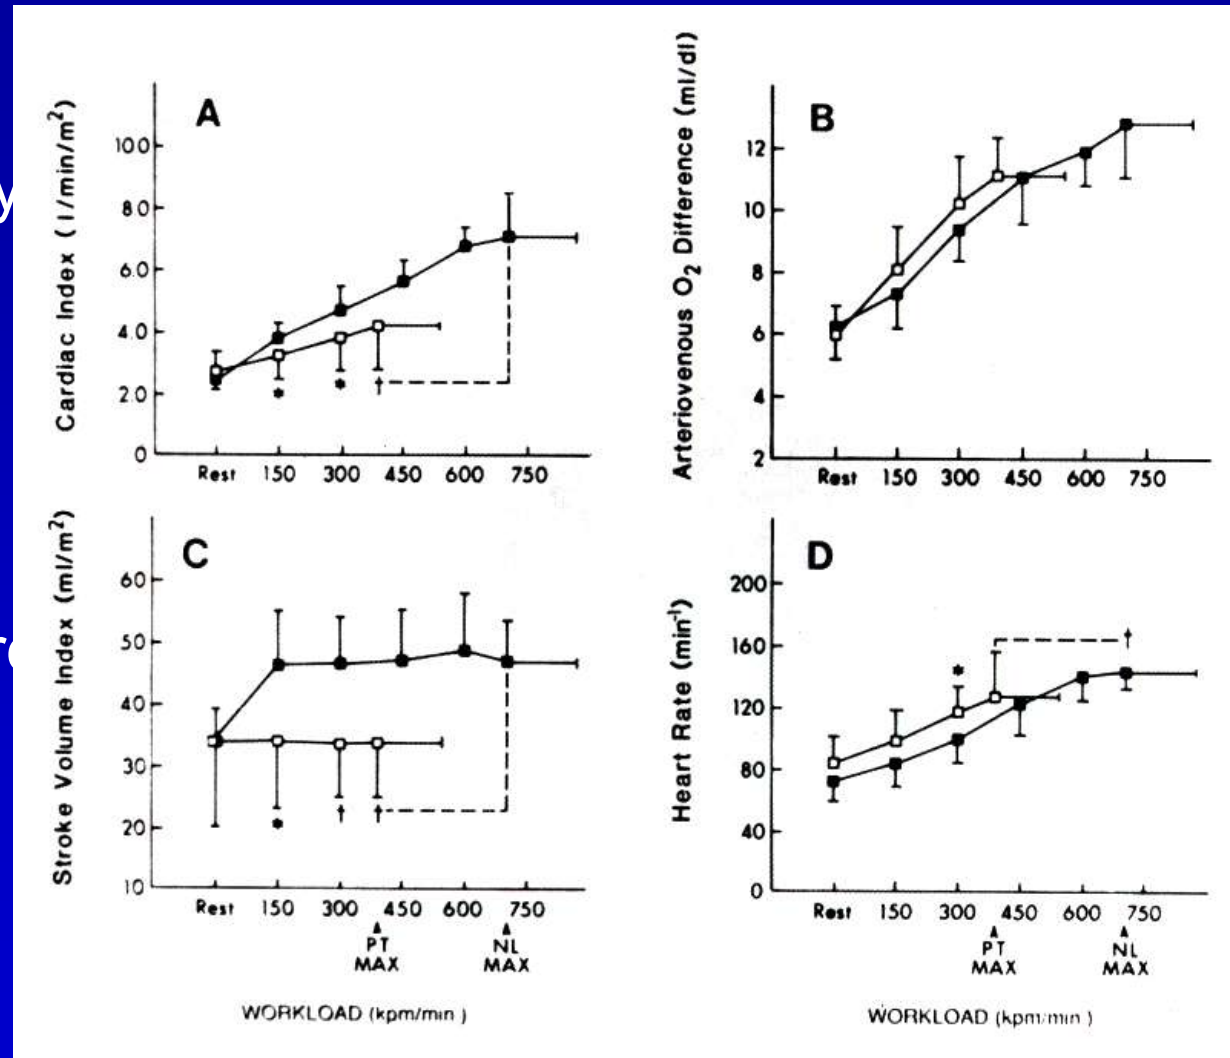 A
Cardiac Index ( l/min/m2)
10 0
8 0
6.0
4 0
2.0
0
Rest 150 300 450 600 750
* * †
B
Arteriovenous O2 Difference (ml/dl)
12
10
8
6
4
2
Rest 150 300 450 600 750
C
Stroke Volume Index (ml/m2)
60
50
40
30
20
10
* † †
Rest 150 300 450 600 750
PT NL
MAX MAX
WORKLOAD (kpm/min )
D
Heart Rate (min-1)
200
160
120
80
40
0
* †
Rest 150 300 450 600 750
PT NL
MAX MAX
WORKLOAD (kpm/min )
y
re